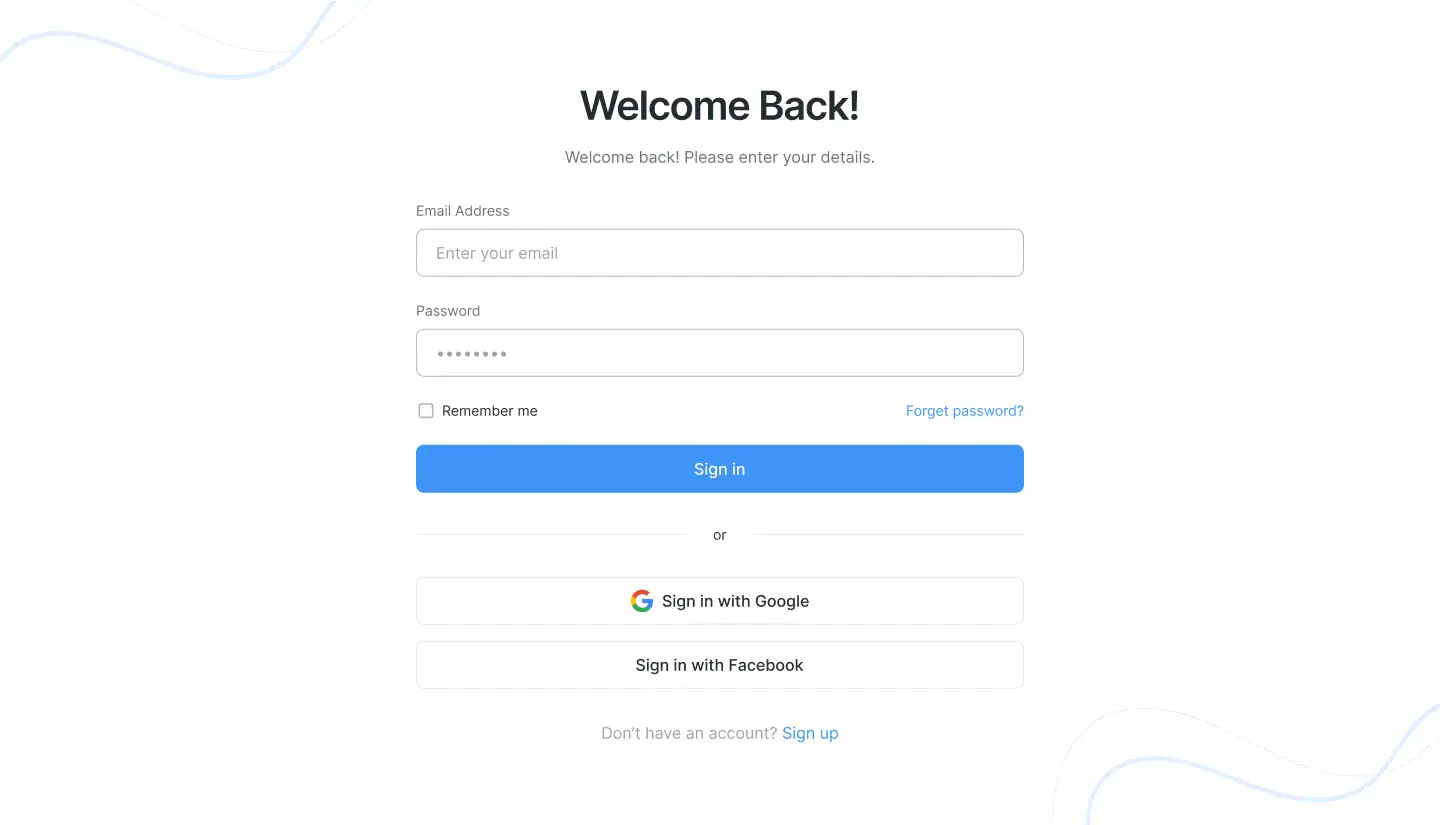 Welcome Back!
Welcome back! Please enter your details.
Email Address
Enter your email
Password
••••••••
Remember me
Forget password?
Sign in
or
Sign in with Google
Sign in with Facebook
Don’t have an account? Sign up